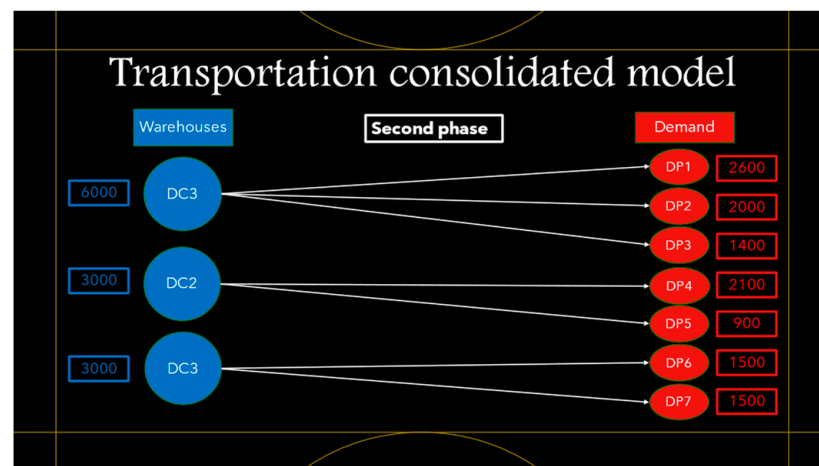 Transportation consolidated model
Warehouses
Second phase
Demand
6000
DC3
DP1
2600
DP2
2000
DP3
1400
3000
DC2
DP4
2100
DP5
900
3000
DC3
DP6
1500
DP7
1500